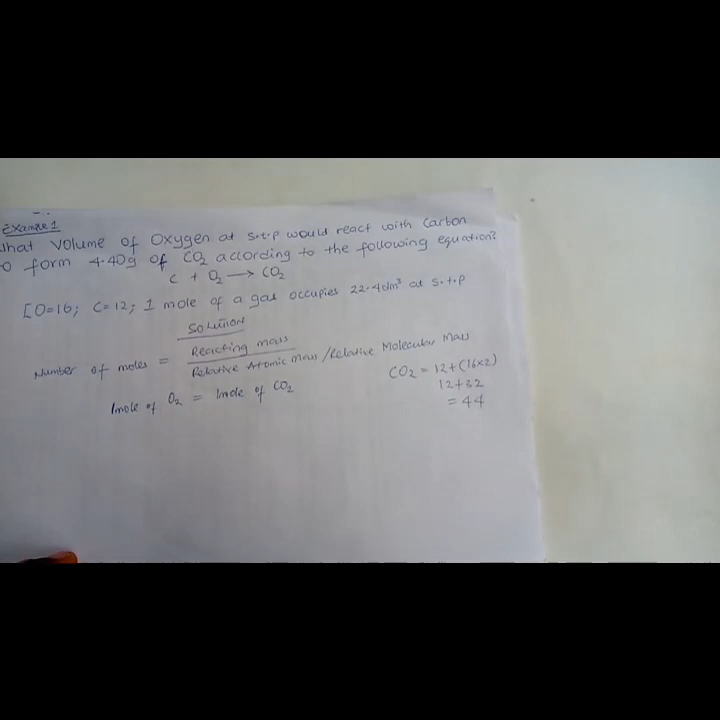 Example 1
What Volume of Oxygen at s.t.p would react with Carbon
to form 4.40g of CO₂ according to the following equation?
C + O₂ → CO₂
[O=16; C=12; 1 mole of a gas occupies 22.4dm³ at s.t.p
Solution
Number of moles = Reacting mass
Relative Atomic Mass/Relative Molecular Mass
1mole of O₂ = 1mole of CO₂
CO₂ = 12+(16x2)
12+32
= 44